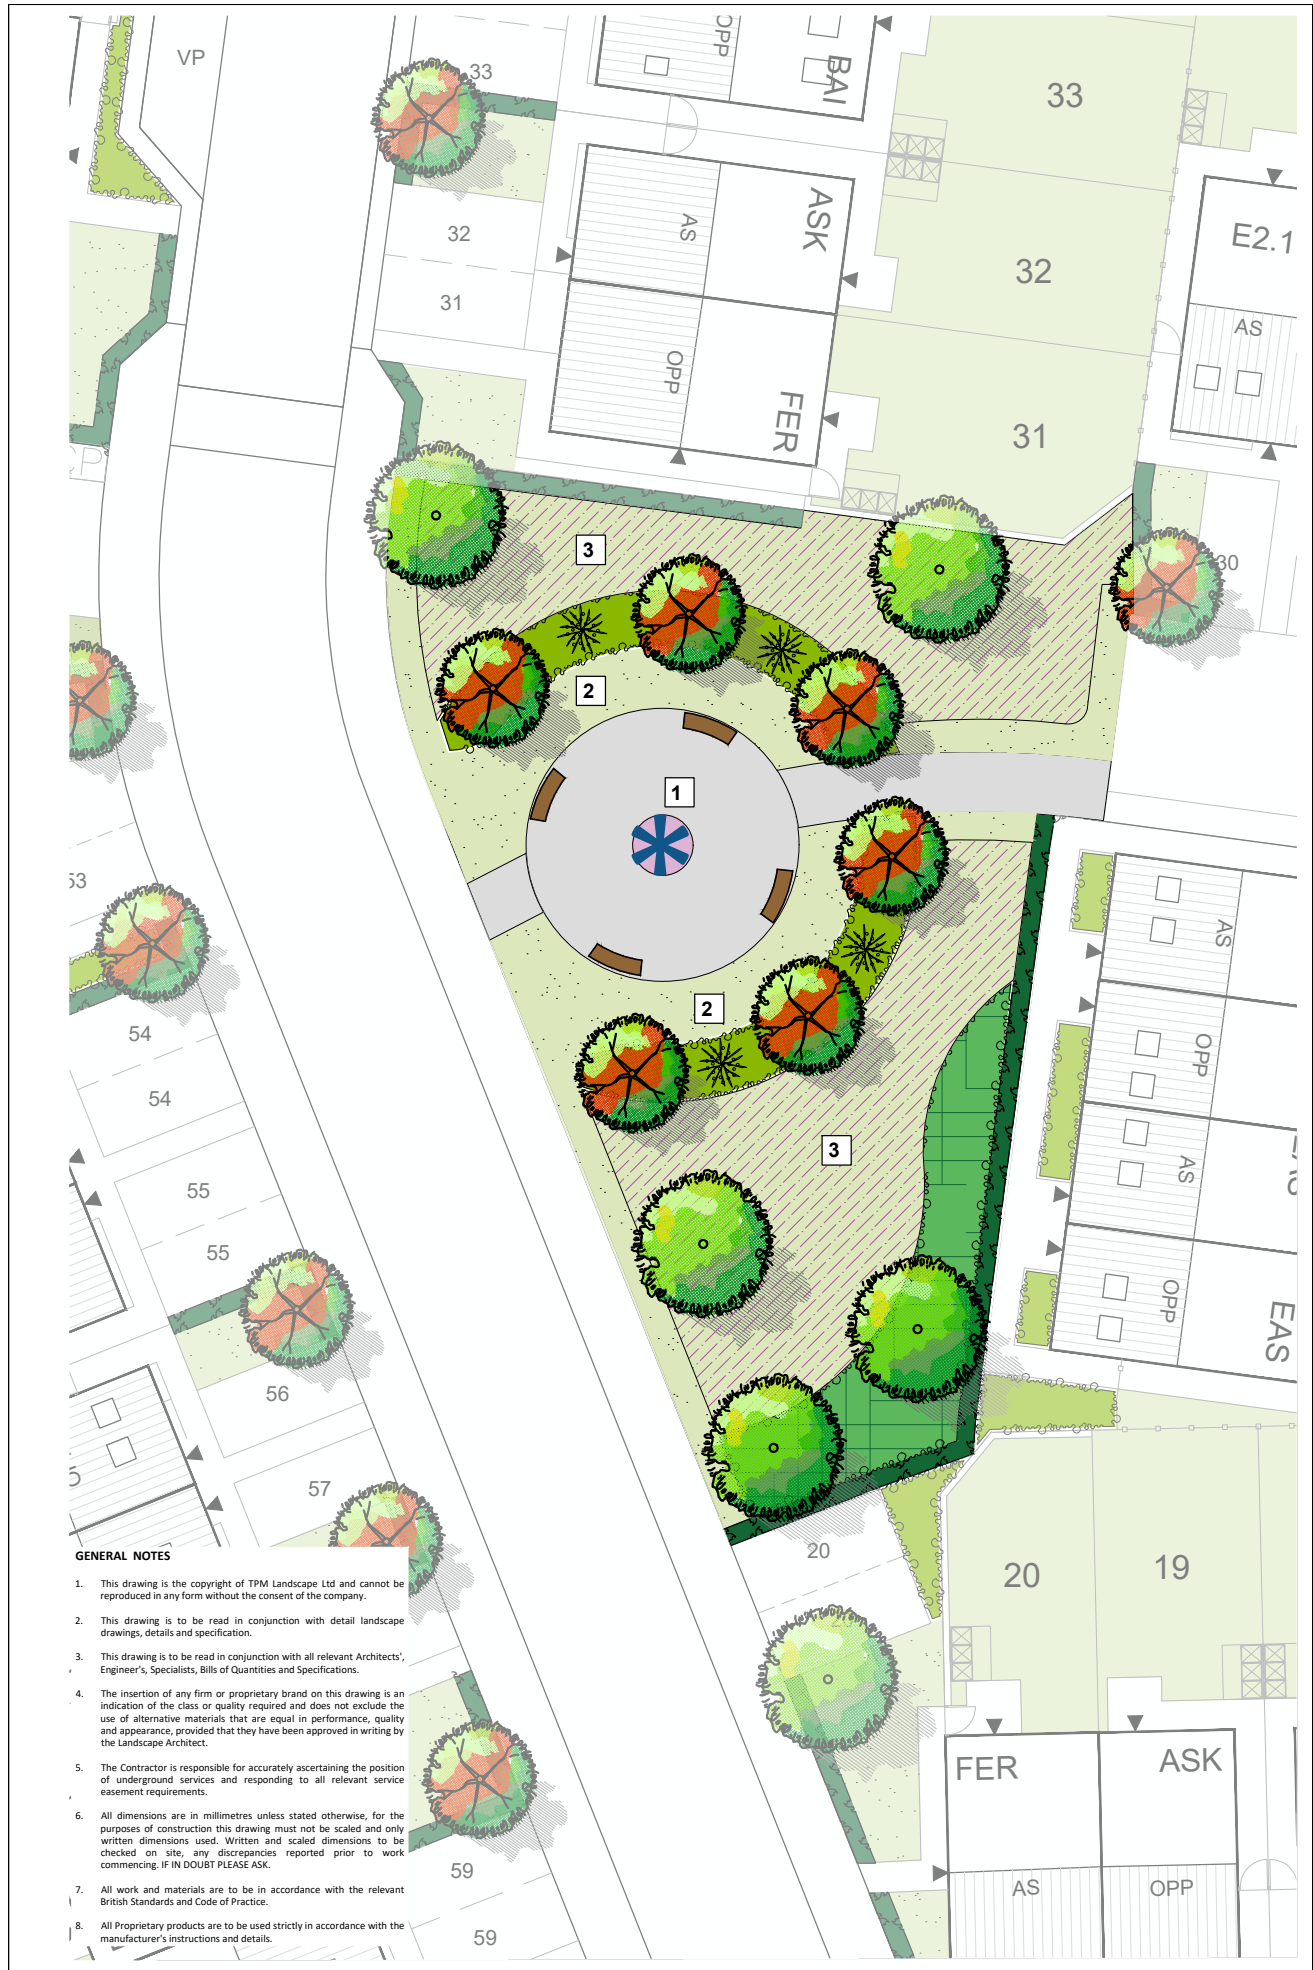 VP
33
OPP
BAI
33
32
AS
ASK
32
E2.1
31
AS
OPP
FER
31
3
30
2
1
53
AS
2
54
OPP
54
3
AS
55
55
OPP
EAS
56
57
20
20
19
GENERAL NOTES
1. This drawing is the copyright of TPM Landscape Ltd and cannot be
reproduced in any form without the consent of the company.
2. This drawing is to be read in conjunction with detail landscape
drawings, details and specification.
3. This drawing is to be read in conjunction with all relevant Architects',
Engineer's, Specialists, Bills of Quantities and Specifications.
4. The insertion of any firm or proprietary brand on this drawing is an
indication of the class or quality required and does not exclude the
use of alternative materials that are equal in performance, quality
and appearance, provided that they have been approved in writing by
the Landscape Architect.
5. The Contractor is responsible for accurately ascertaining the position
of underground services and responding to all relevant service
easement requirements.
6. All dimensions are in millimetres unless stated otherwise, for the
purposes of construction this drawing must not be scaled and only
written dimensions used. Written and scaled dimensions to be
checked on site, any discrepancies reported prior to work
commencing. IF IN DOUBT PLEASE ASK.
7. All work and materials are to be in accordance with the relevant
British Standards and Code of Practice.
8. All Proprietary products are to be used strictly in accordance with the
manufacturer's instructions and details.
FER
ASK
59
AS
OPP
59